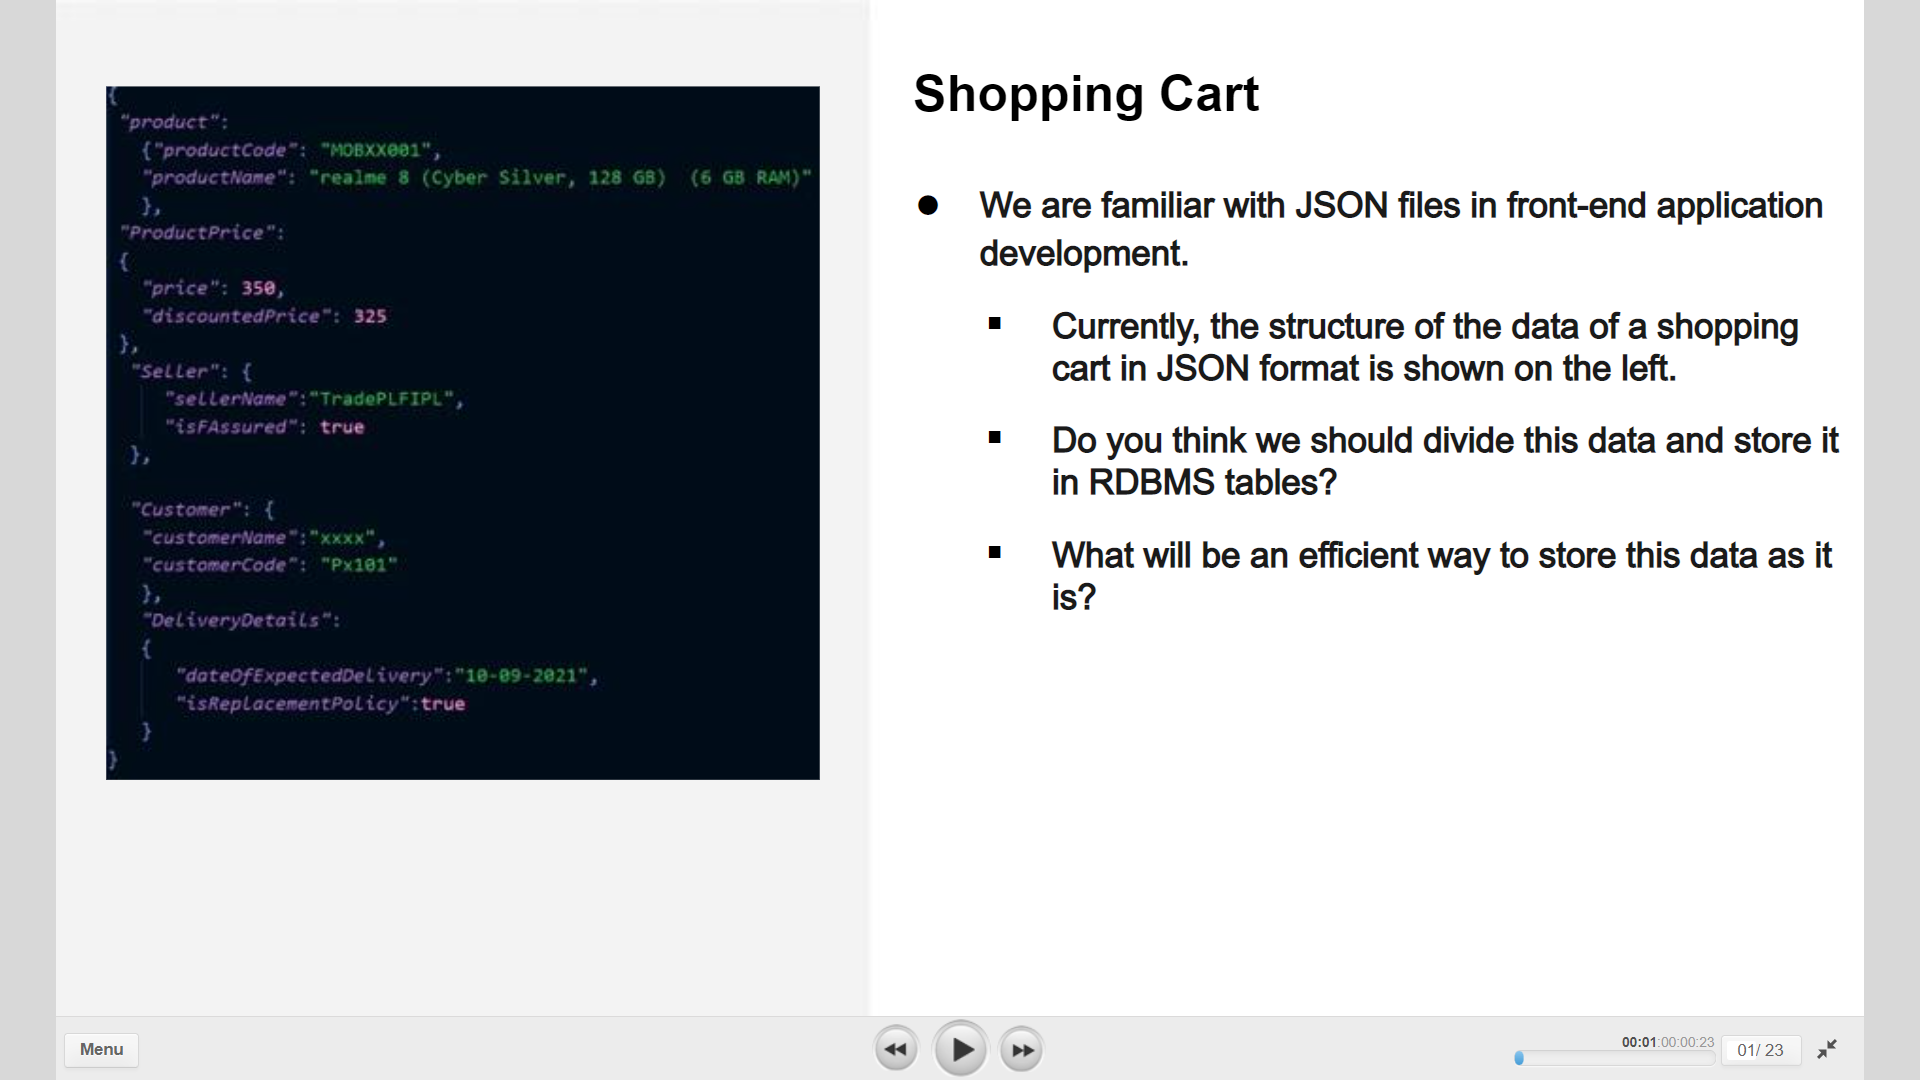 {
"product":
{"productCode": "MOBXX001",
"productName": "realme 8 (Cyber Silver, 128 GB) (6 GB RAM)"
},
"ProductPrice":
{
"price": 350,
"discountedPrice": 325
},
"Seller": {
"sellerName":"TradePLFIPL",
"isFAssured": true
},
"Customer": {
"customerName":"xxxx",
"customerCode": "Px101"
},
"DeliveryDetails":
{
"dateOfExpectedDelivery":"10-09-2021",
"isReplacementPolicy":true
}
}
Shopping Cart
● We are familiar with JSON files in front-end application
development.
▪ Currently, the structure of the data of a shopping
cart in JSON format is shown on the left.
▪ Do you think we should divide this data and store it
in RDBMS tables?
▪ What will be an efficient way to store this data as it
is?
Menu
00:01:00:00:23
01/ 23